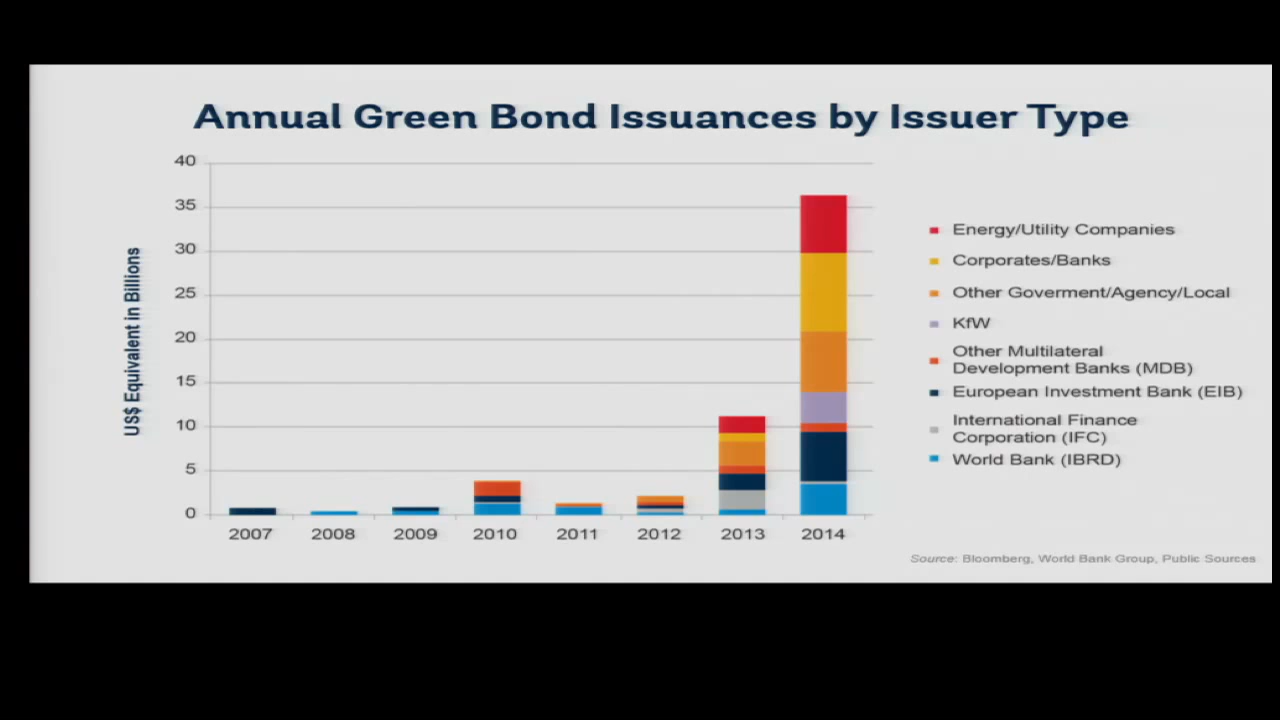 Annual Green Bond Issuances by Issuer Type
US$ Equivalent in Billions
40
35
30
25
20
15
10
5
0
2007 2008 2009 2010 2011 2012 2013 2014
Energy/Utility Companies
Corporates/Banks
Other Goverment/Agency/Local
KfW
Other Multilateral
Development Banks (MDB)
European Investment Bank (EIB)
International Finance
Corporation (IFC)
World Bank (IBRD)
Source: Bloomberg, World Bank Group, Public Sources